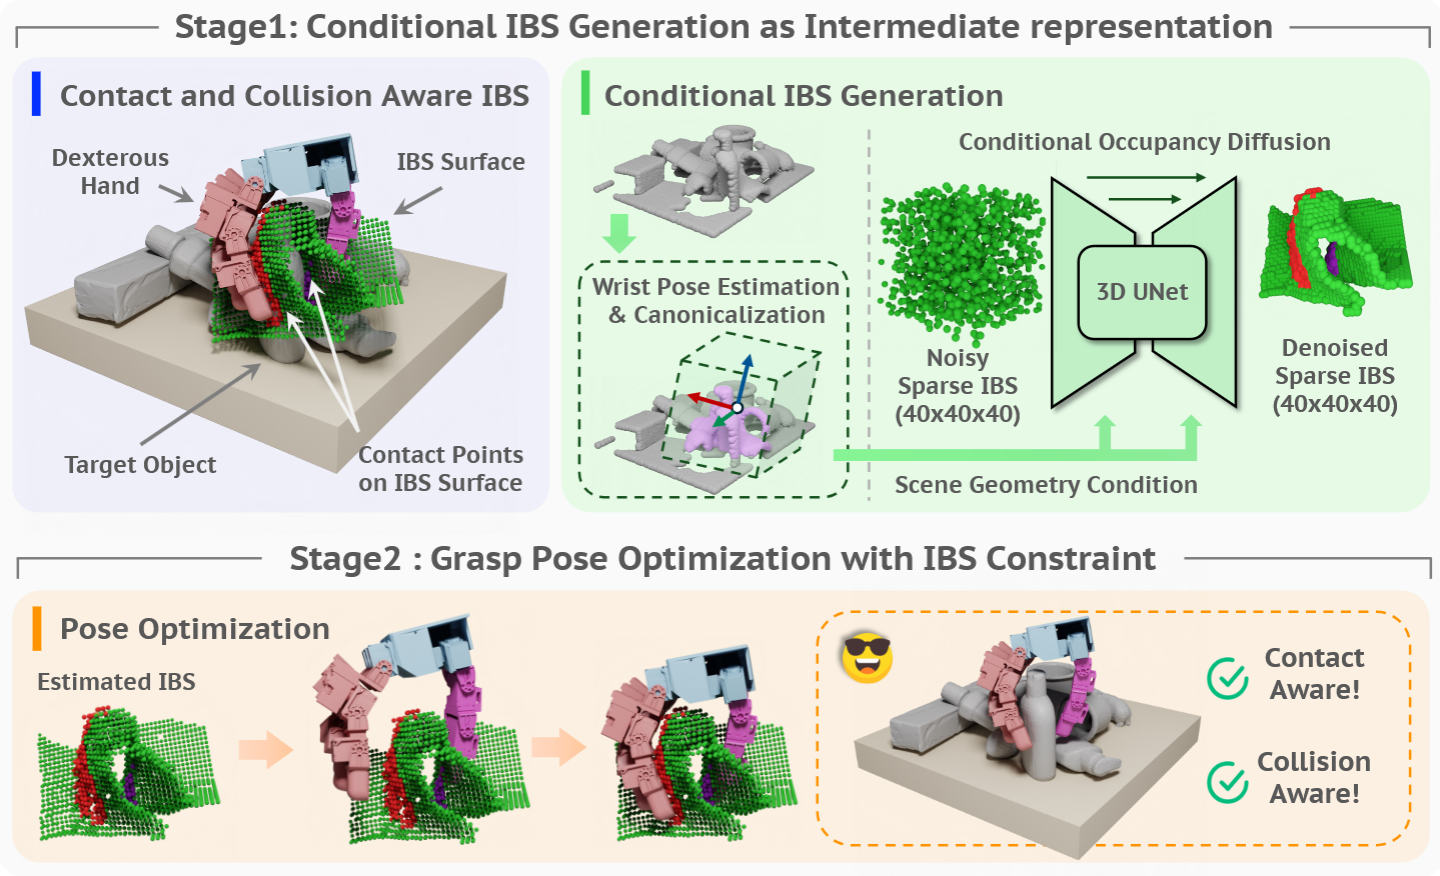 Stage1: Conditional IBS Generation as Intermediate representation
Contact and Collision Aware IBS
Dexterous
Hand
IBS Surface
Target Object
Contact Points
on IBS Surface
Conditional IBS Generation
Wrist Pose Estimation
& Canonicalization
Conditional Occupancy Diffusion
Noisy
Sparse IBS
(40x40x40)
3D UNet
Denoised
Sparse IBS
(40x40x40)
Scene Geometry Condition
Stage2 : Grasp Pose Optimization with IBS Constraint
Pose Optimization
Estimated IBS
Contact
Aware!
Collision
Aware!